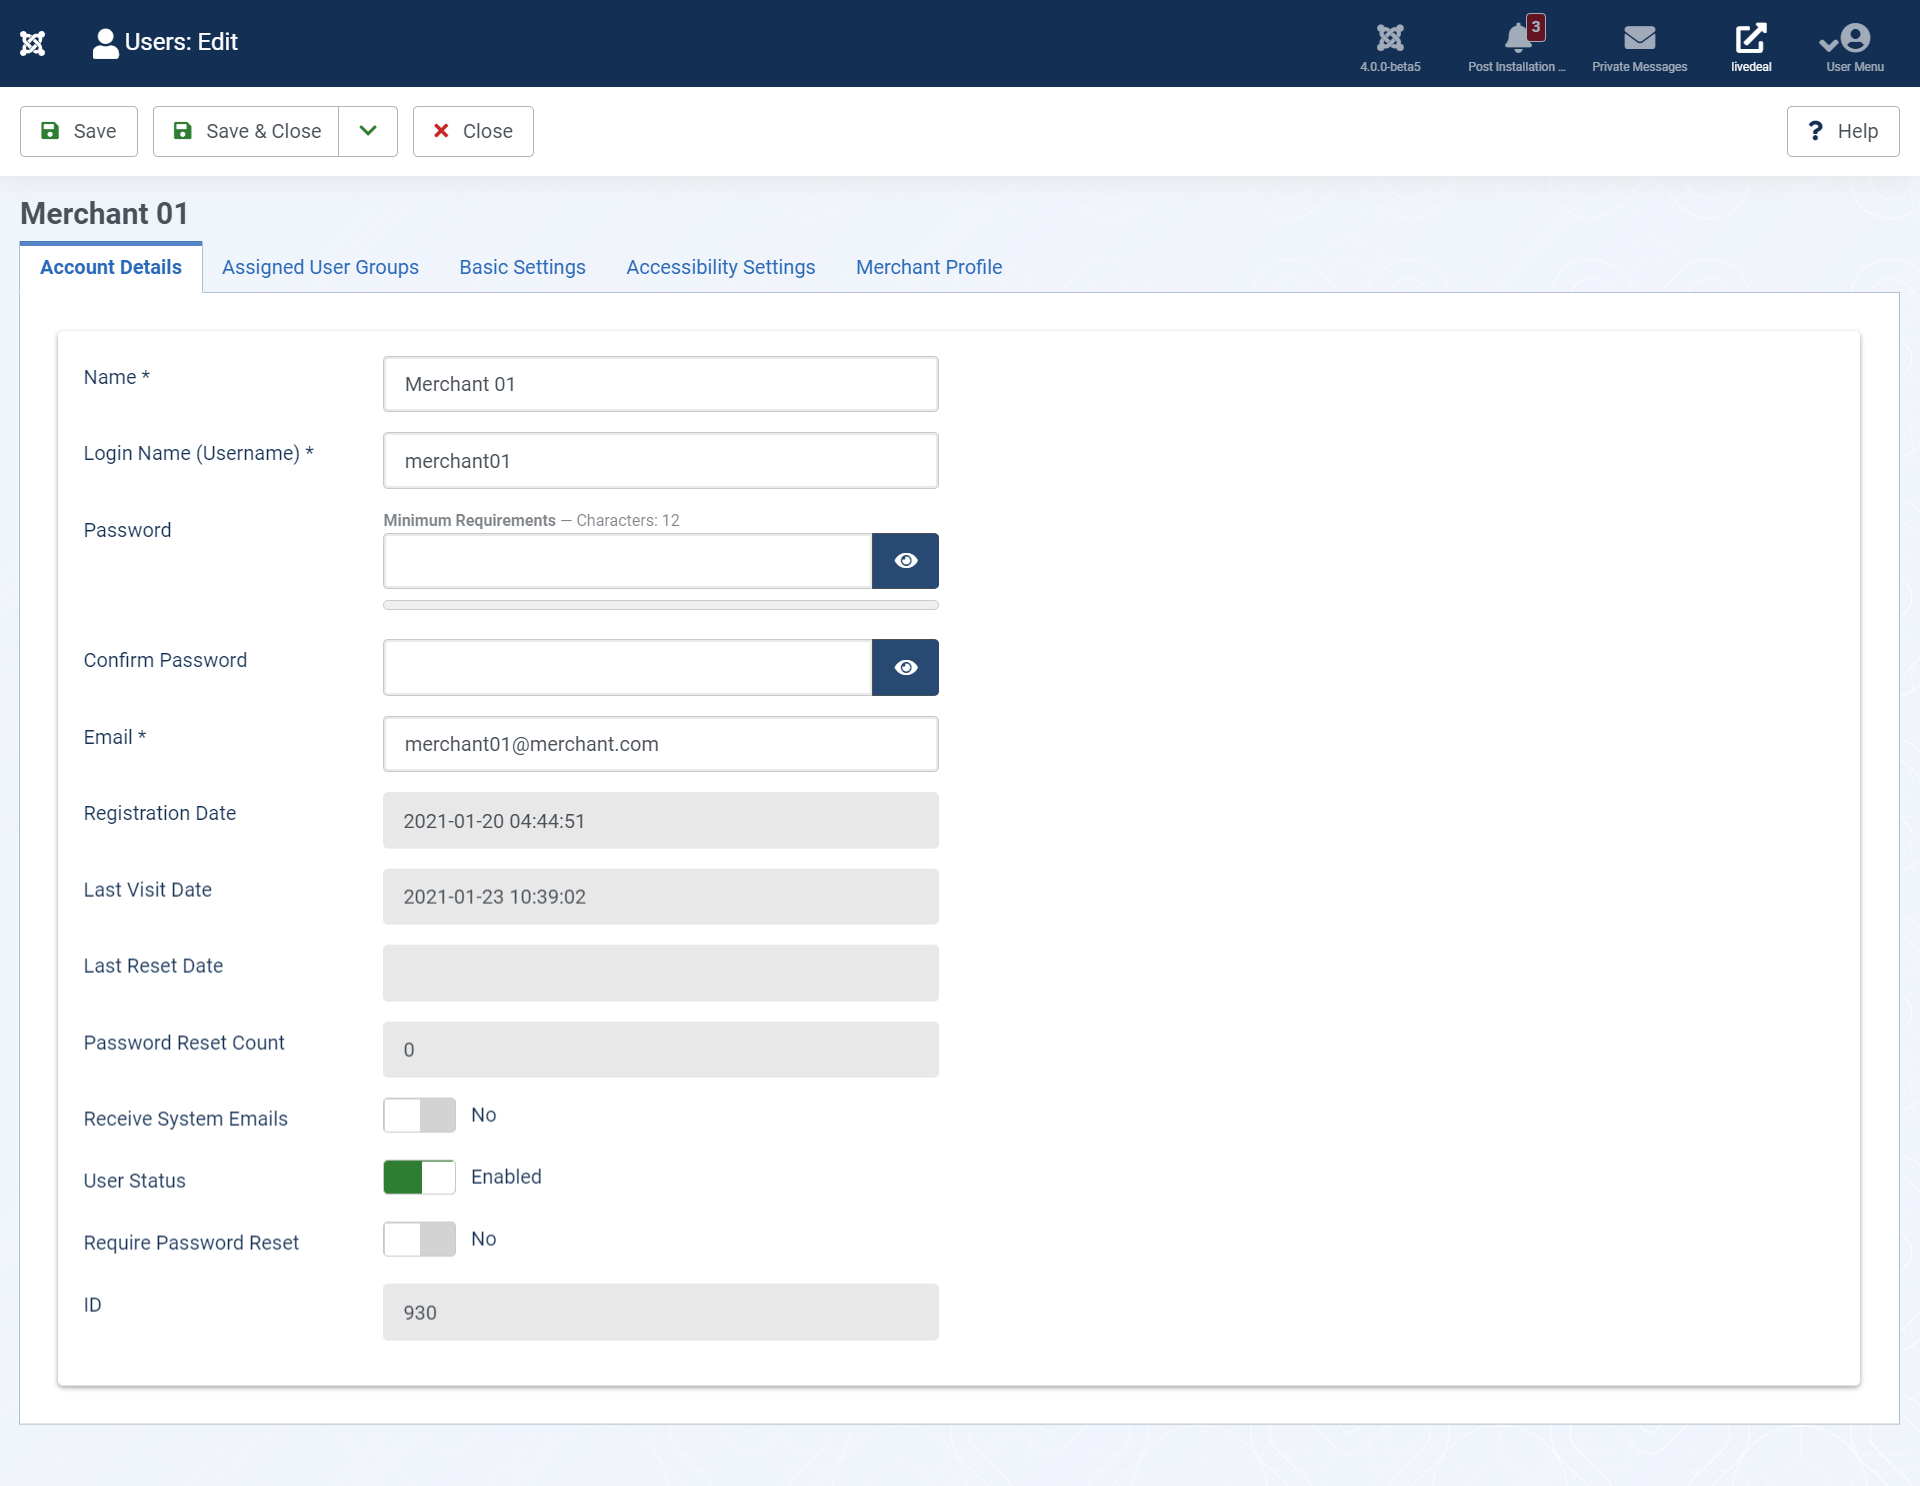 Users: Edit
4.0.0-beta5
3
Post Installation ...
Private Messages
livedeal
User Menu
Save
Save & Close
Close
? Help
Merchant 01
Account Details
Assigned User Groups
Basic Settings
Accessibility Settings
Merchant Profile
Name *
Merchant 01
Login Name (Username) *
merchant01
Password
Minimum Requirements — Characters: 12
Confirm Password
Email *
merchant01@merchant.com
Registration Date
2021-01-20 04:44:51
Last Visit Date
2021-01-23 10:39:02
Last Reset Date
Password Reset Count
0
Receive System Emails
No
User Status
Enabled
Require Password Reset
No
ID
930